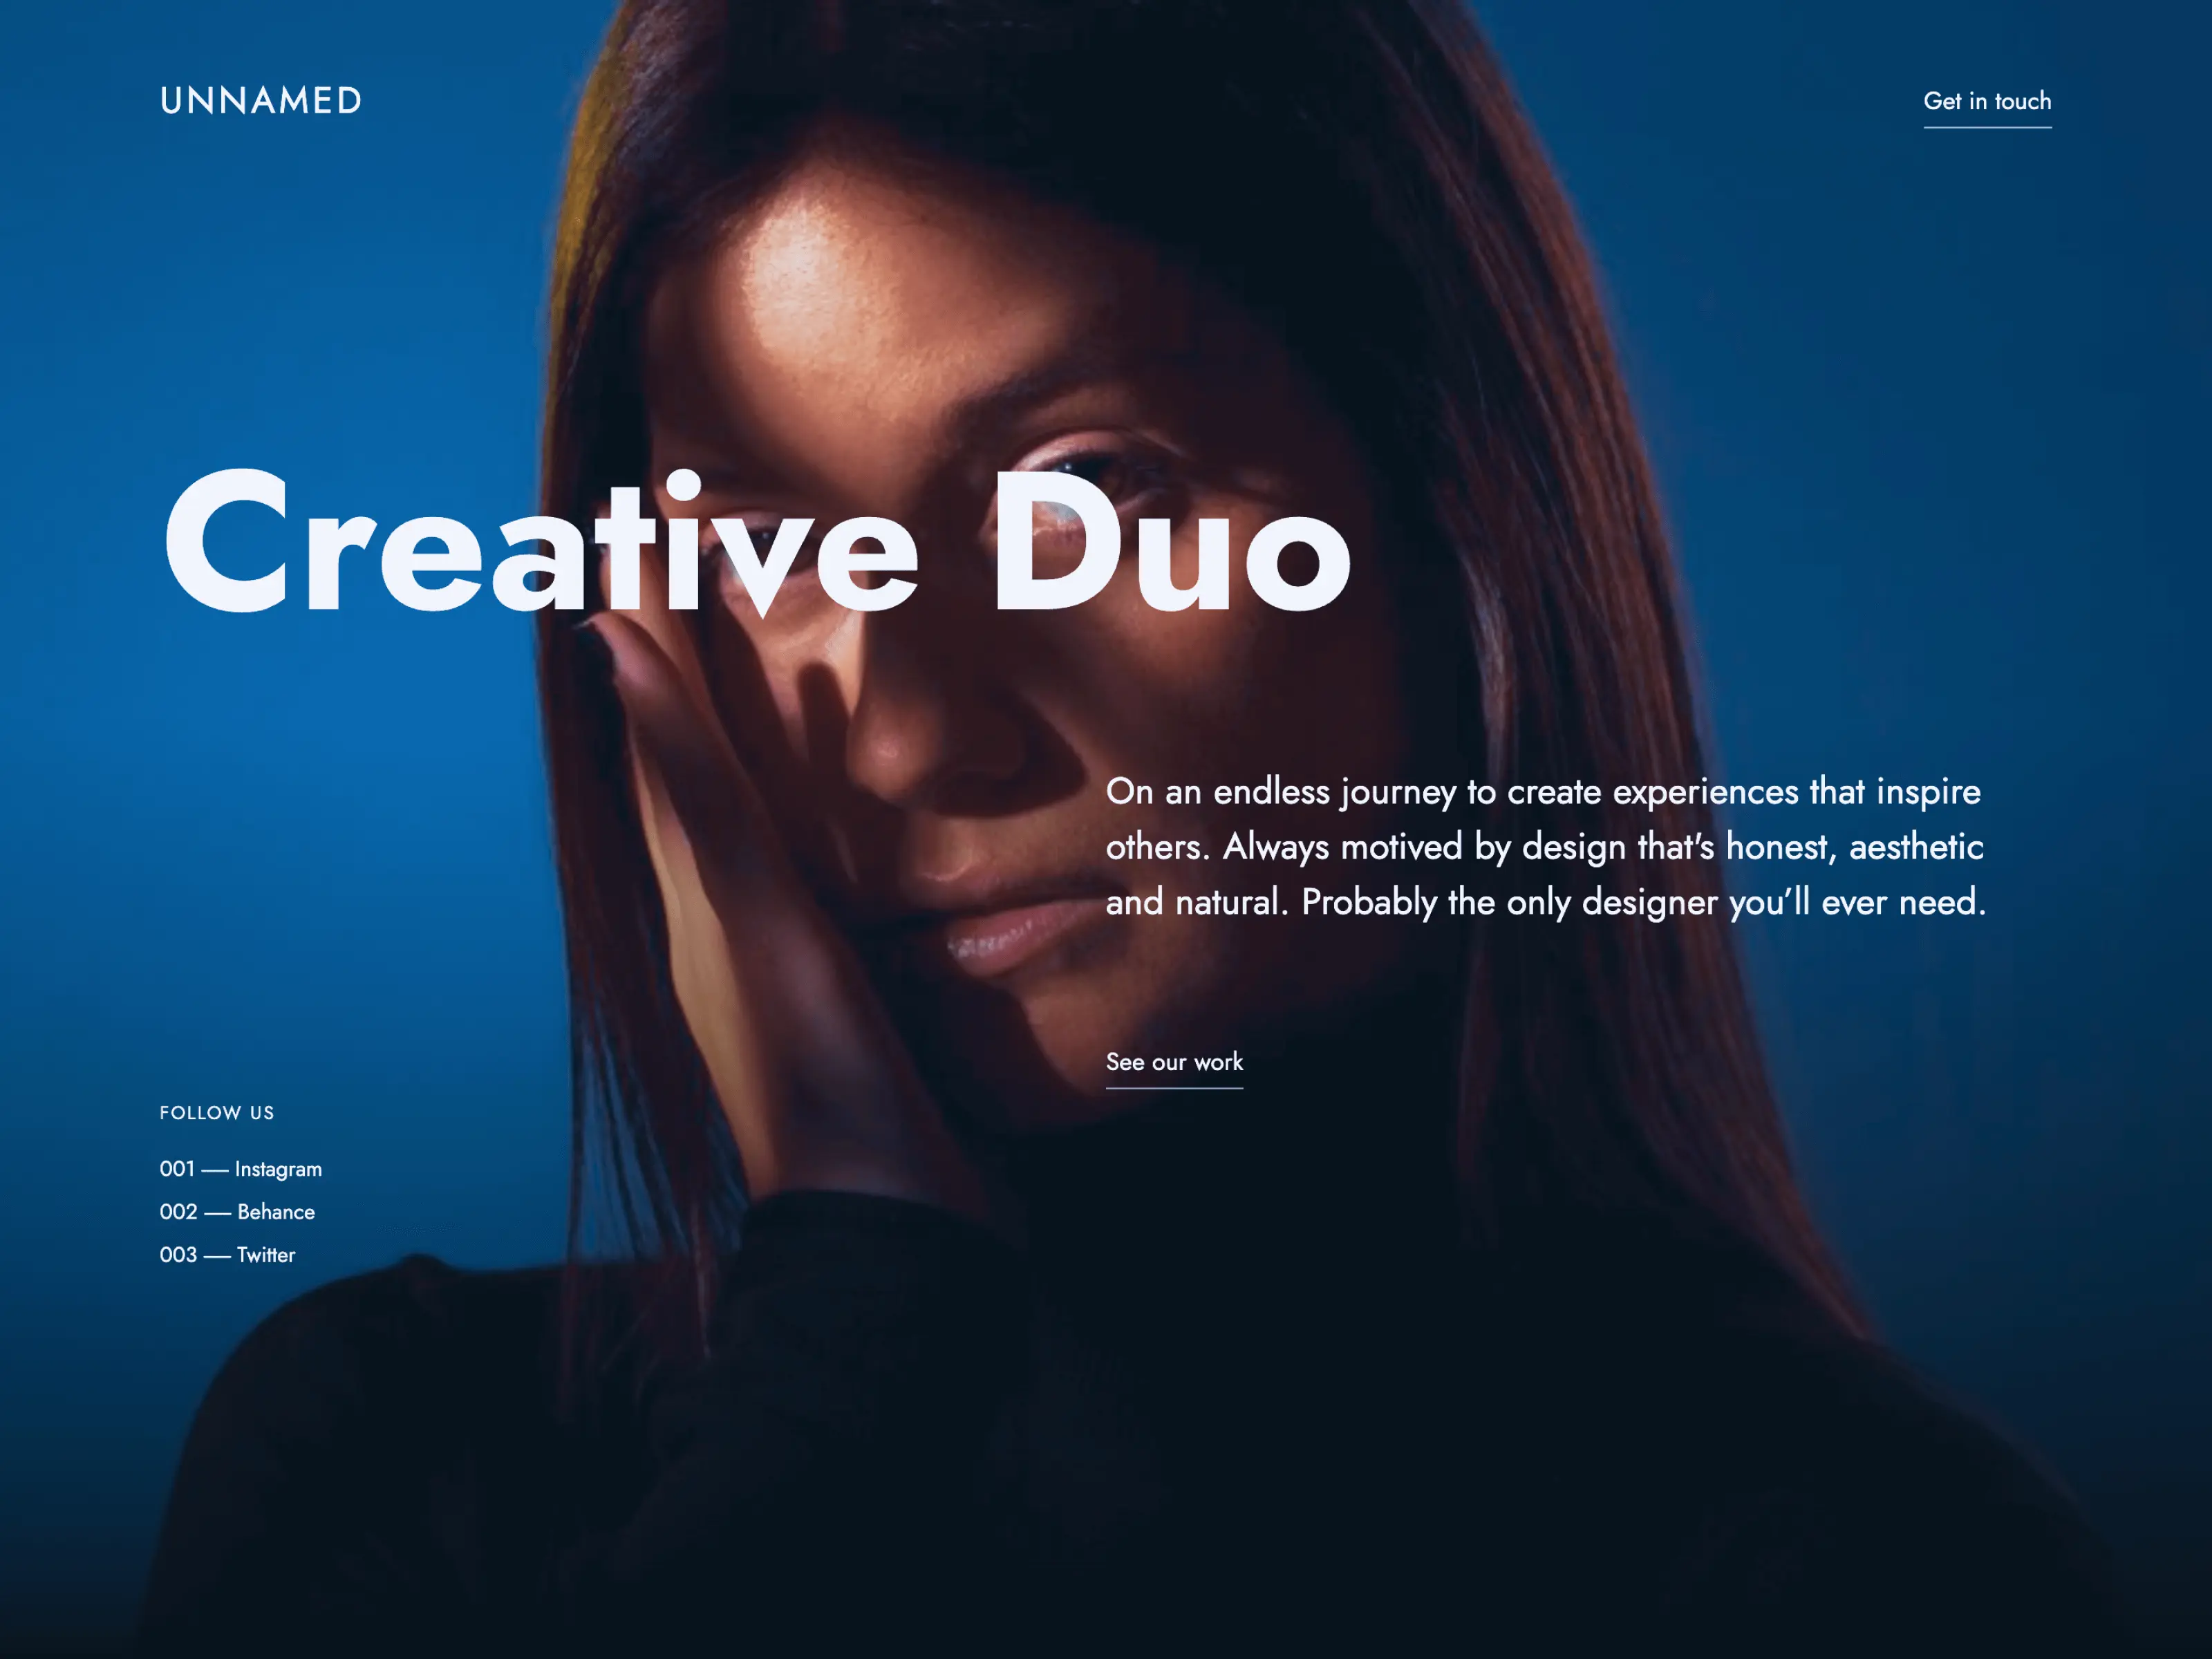 UNNAMED
Get in touch
Creative Duo
On an endless journey to create experiences that inspire
others. Always motived by design that's honest, aesthetic
and natural. Probably the only designer you’ll ever need.
See our work
FOLLOW US
001 — Instagram
002 — Behance
003 — Twitter